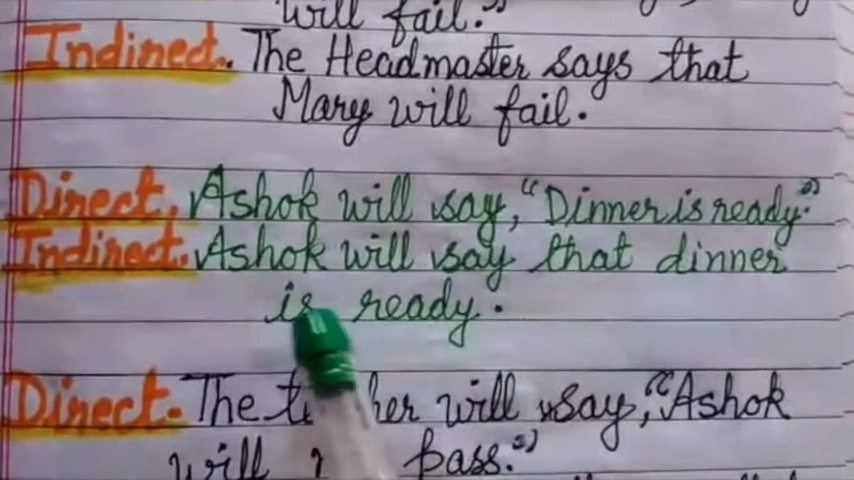 will fail."
Indirect. The Headmaster says that
Mary will fail.
Direct. Ashok will say, "Dinner is ready."
Indirect. Ashok will say that dinner
is ready.
Direct. The will say, "Ashok
will pass."